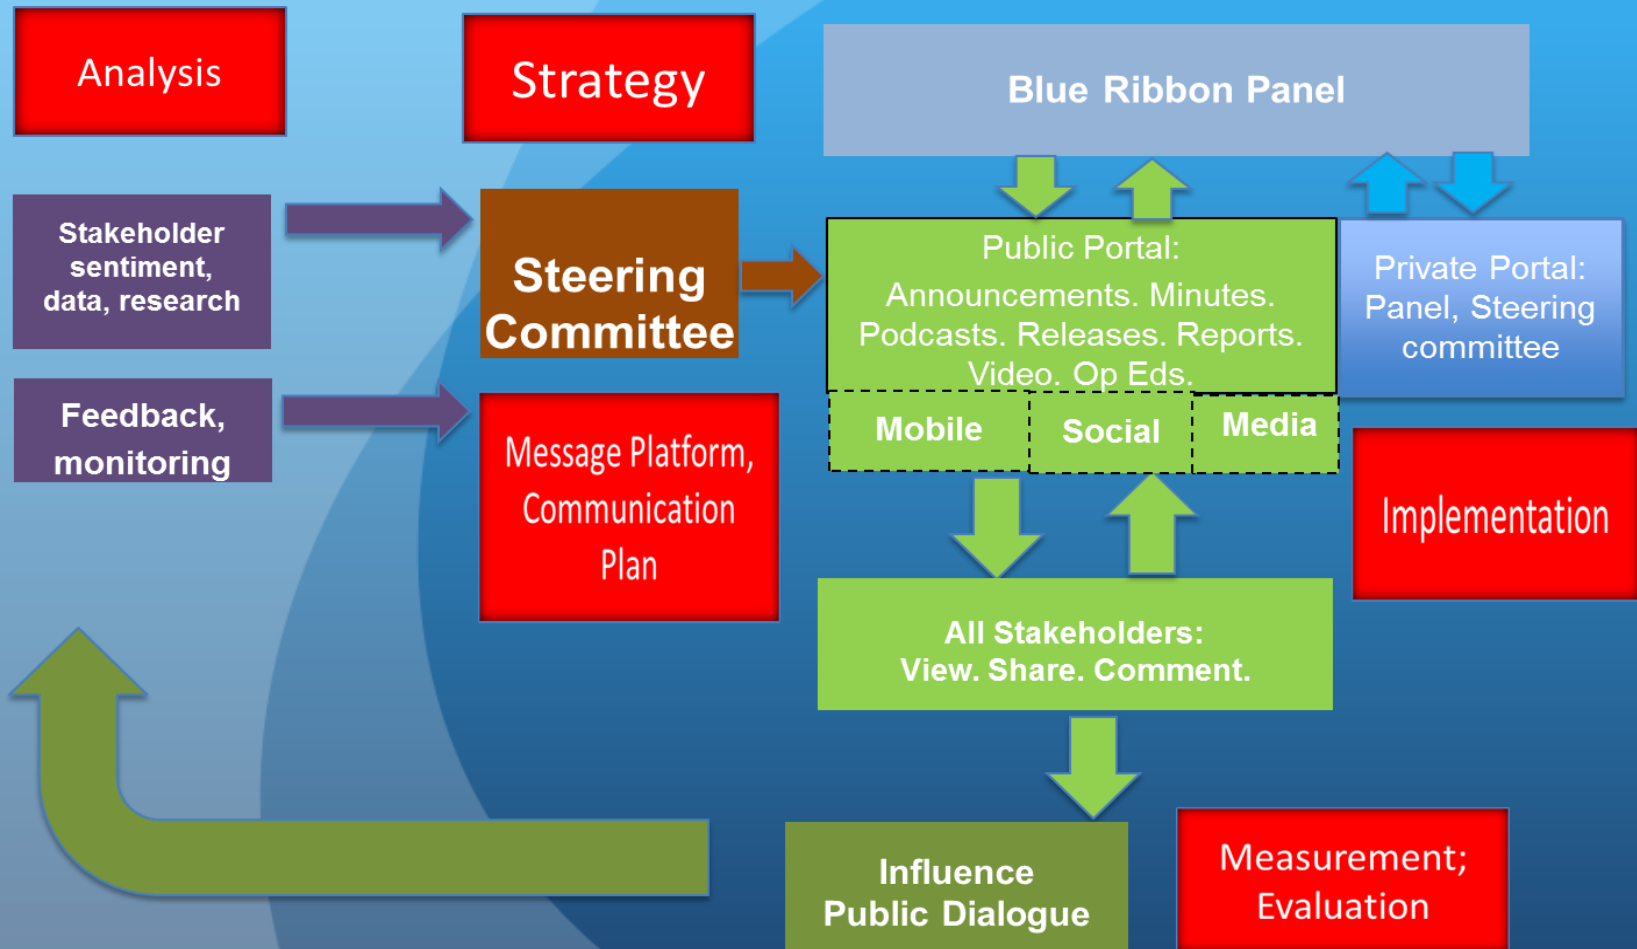 Analysis
Strategy
Blue Ribbon Panel
Stakeholder
sentiment,
data, research
Steering
Committee
Public Portal:
Announcements. Minutes.
Podcasts. Releases. Reports.
Video. Op Eds.
Private Portal:
Panel, Steering
committee
Feedback,
monitoring
Message Platform,
Communication
Plan
Mobile
Social
Media
Implementation
All Stakeholders:
View. Share. Comment.
Influence
Public Dialogue
Measurement;
Evaluation